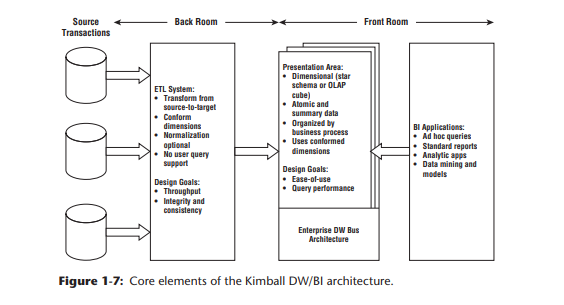 Source
Transactions
Back Room
Front Room
ETL System:
• Transform from
source-to-target
• Conform
dimensions
• Normalization
optional
• No user query
support
Design Goals:
• Throughput
• Integrity and
consistency
Presentation Area:
• Dimensional (star
schema or OLAP
cube)
• Atomic and
summary data
• Organized by
business process
• Uses conformed
dimensions
Design Goals:
• Ease-of-use
• Query performance
Enterprise DW Bus
Architecture
BI Applications:
• Ad hoc queries
• Standard reports
• Analytic apps
• Data mining and
models
Figure 1-7: Core elements of the Kimball DW/BI architecture.